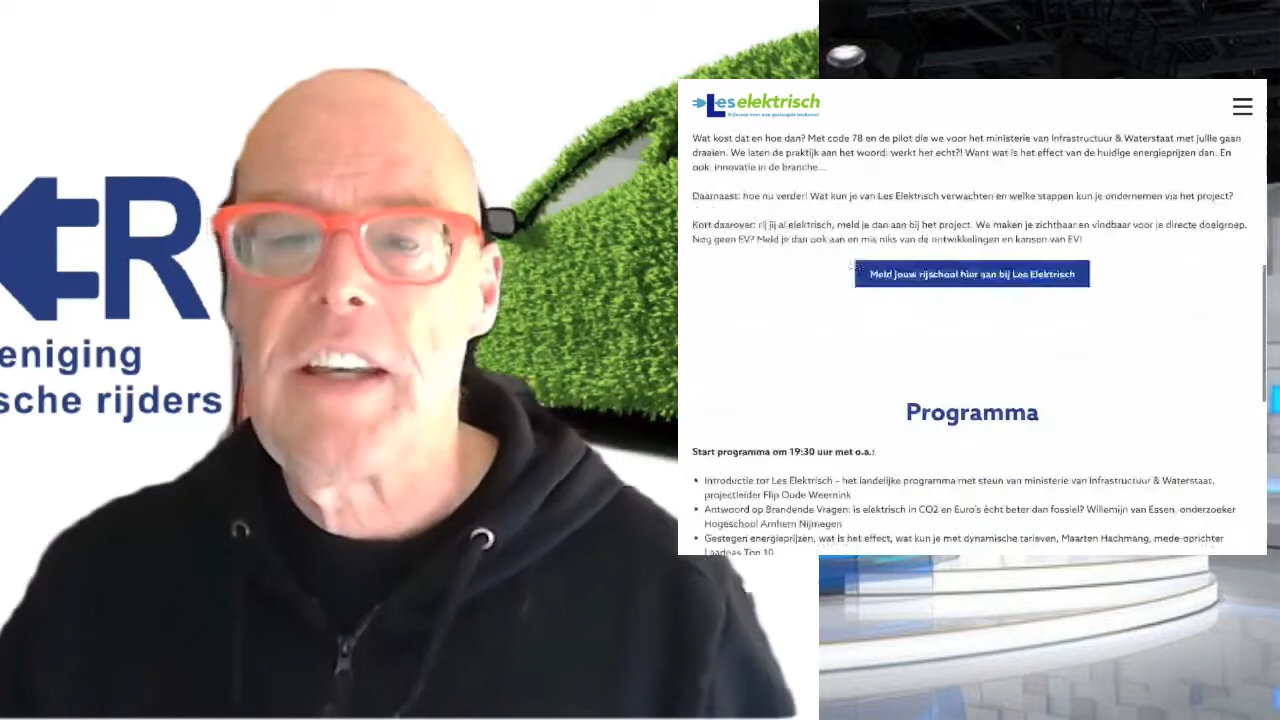 R
eniging
sche rijders
Les elektrisch
Rijlessen voor een geslaagde toekomst
Wat kost dat en hoe dan? Met code 78 en de pilot die we voor het ministerie van Infrastructuur & Waterstaat met jullie gaan
draaien. We laten de praktijk aan het woord: werkt het echt?! Want wat is het effect van de huidige energieprijzen dan. En
ook: innovatie in de branche...
Daarnaast: hoe nu verder! Wat kun je van Les Elektrisch verwachten en welke stappen kun je ondernemen via het project?
Kort daarover: rij jij al elektrisch, meld je dan aan bij het project. We maken je zichtbaar en vindbaar voor je directe doelgroep.
Nog geen EV? Meld je dan ook aan en mis niks van de ontwikkelingen en kansen van EV!
Meld jouw rijschool hier aan bij Les Elektrisch
Programma
Start programma om 19:30 uur met o.a.:
• Introductie tot Les Elektrisch - het landelijke programma met steun van ministerie van Infrastructuur & Waterstaat,
projectleider Flip Oude Weernink
• Antwoord op Brandende Vragen: is elektrisch in CO2 en Euro's écht beter dan fossiel? Willemijn van Essen, onderzoeker
Hogeschool Arnhem Nijmegen
• Gestegen energieprijzen, wat is het effect, wat kun je met dynamische tarieven, Maarten Hachmang, mede-oprichter
Laadpas Top 10